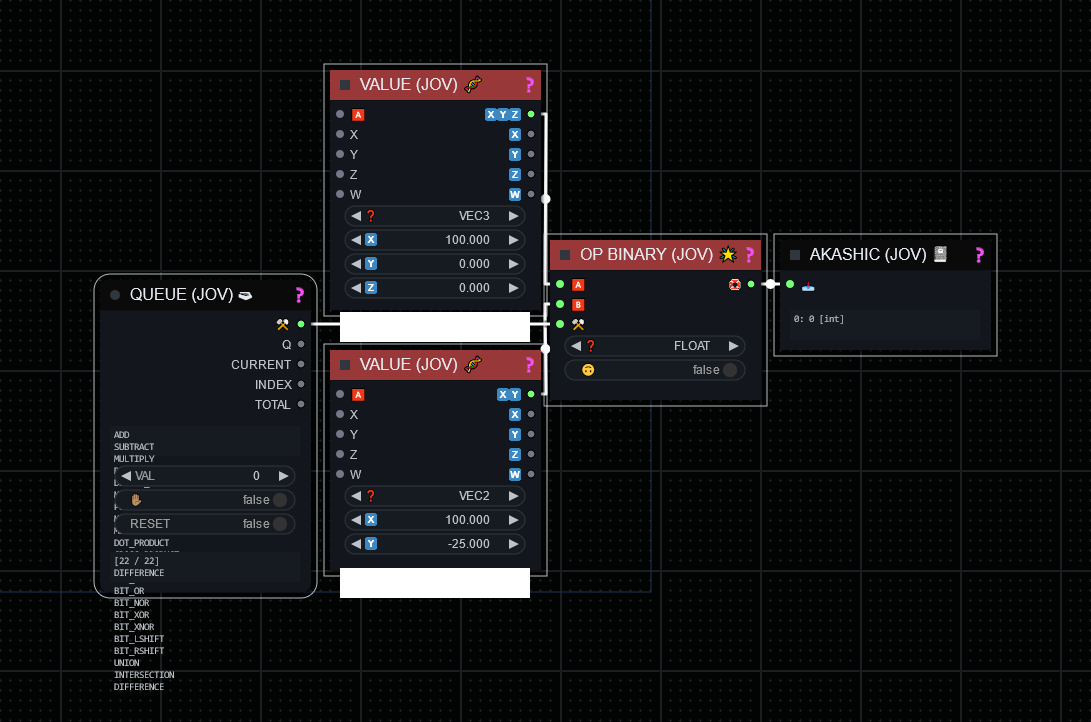 VALUE (JOV)
A
X Y Z
X
X
Y
Y
Z
Z
W
W
VEC3
X 100.000
Y 0.000
Z 0.000
OP BINARY (JOV)
A
B
FLOAT
false
AKASHIC (JOV)
0: 0 [int]
QUEUE (JOV)
Q
CURRENT
INDEX
TOTAL
ADD
SUBTRACT
MULTIPLY
VAL 0
false
RESET false
DOT_PRODUCT
[22 / 22]
DIFFERENCE
BIT_OR
BIT_NOR
BIT_XOR
BIT_XNOR
BIT_LSHIFT
BIT_RSHIFT
UNION
INTERSECTION
DIFFERENCE
VALUE (JOV)
A
X Y
X
X
Y
Y
Z
Z
W
W
VEC2
X 100.000
Y -25.000